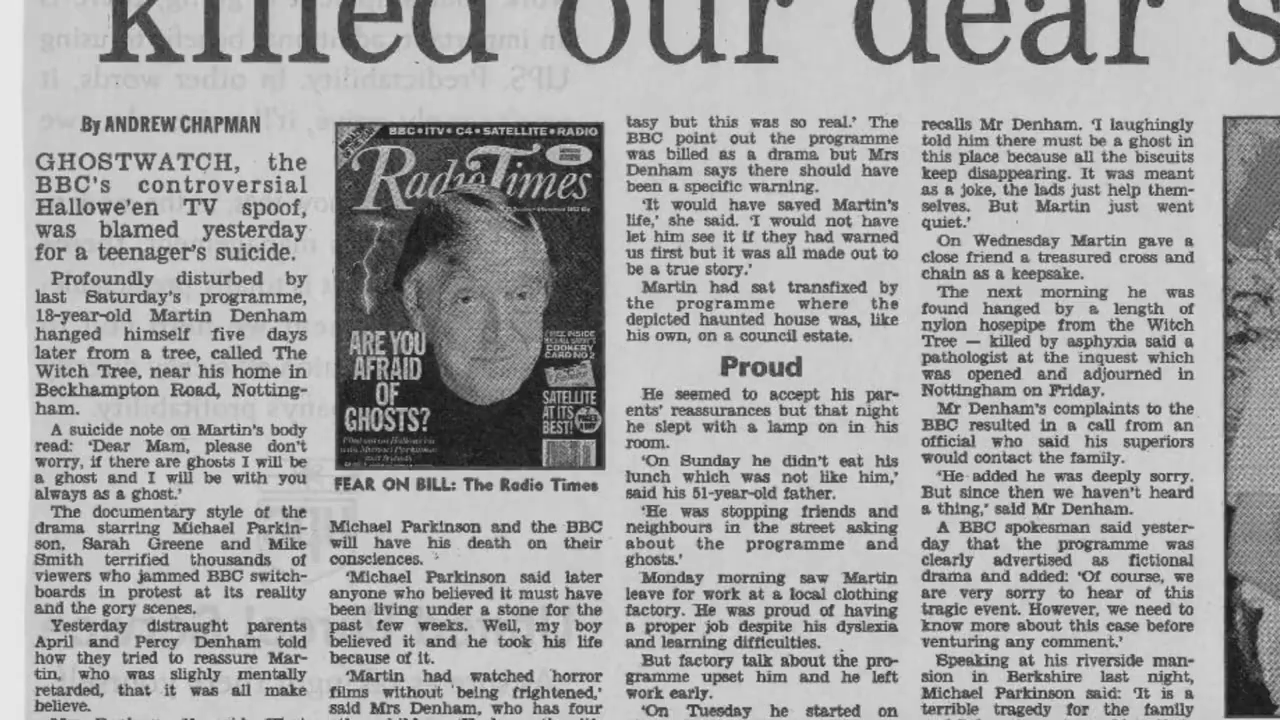 killed our dear s
By ANDREW CHAPMAN
GHOSTWATCH, the
BBC's controversial
Hallowe'en TV spoof,
was blamed yesterday
for a teenager's suicide.
Profoundly disturbed by
last Saturday's programme,
18-year-old Martin Denham
hanged himself five days
later from a tree, called The
Witch Tree, near his home in
Beckhampton Road, Notting-
ham.
A suicide note on Martin's body
read: 'Dear Mam, please don't
worry, if there are ghosts I will be
a ghost and I will be with you
always as a ghost.'
The documentary style of the
drama starring Michael Parkin-
son, Sarah Greene and Mike
Smith terrified thousands of
viewers who jammed BBC switch-
boards in protest at its reality
and the gory scenes.
Yesterday distraught parents
April and Percy Denham told
how they tried to reassure Mar-
tin, who was slighly mentally
retarded, that it was all make
believe.
BBC•ITV•C4•SATELLITE•RADIO
Radio Times
ARE YOU
AFRAID
OF
GHOSTS?
FREE INSIDE
COOKERY
CARD NO 2
SATELLITE
AT ITS
BEST!
FEAR ON BILL: The Radio Times
Michael Parkinson and the BBC
will have his death on their
consciences.
'Michael Parkinson said later
anyone who believed it must have
been living under a stone for the
past few weeks. Well, my boy
believed it and he took his life
because of it.
'Martin had watched horror
films without being frightened,'
said Mrs Denham, who has four
tasy but this was so real.' The
BBC point out the programme
was billed as a drama but Mrs
Denham says there should have
been a specific warning.
'It would have saved Martin's
life,' she said. 'I would not have
let him see it if they had warned
us first but it was all made out to
be a true story.'
Martin had sat transfixed by
the programme where the
depicted haunted house was, like
his own, on a council estate.
Proud
He seemed to accept his par-
ents' reassurances but that night
he slept with a lamp on in his
room.
'On Sunday he didn't eat his
lunch which was not like him,'
said his 51-year-old father.
'He was stopping friends and
neighbours in the street asking
about the programme and
ghosts.'
Monday morning saw Martin
leave for work at a local clothing
factory. He was proud of having
a proper job despite his dyslexia
and learning difficulties.
But factory talk about the pro-
gramme upset him and he left
work early.
'On Tuesday he started on
recalls Mr Denham. 'I laughingly
told him there must be a ghost in
this place because all the biscuits
keep disappearing. It was meant
as a joke, the lads just help them-
selves. But Martin just went
quiet.'
On Wednesday Martin gave a
close friend a treasured cross and
chain as a keepsake.
The next morning he was
found hanged by a length of
nylon hosepipe from the Witch
Tree — killed by asphyxia said a
pathologist at the inquest which
was opened and adjourned in
Nottingham on Friday.
Mr Denham's complaints to the
BBC resulted in a call from an
official who said his superiors
would contact the family.
'He added he was deeply sorry.
But since then we haven't heard
a thing,' said Mr Denham.
A BBC spokesman said yester-
day that the programme was
clearly advertised as fictional
drama and added: 'Of course, we
are very sorry to hear of this
tragic event. However, we need to
know more about this case before
venturing any comment.'
Speaking at his riverside man-
sion in Berkshire last night,
Michael Parkinson said: 'It is a
terrible tragedy for the family